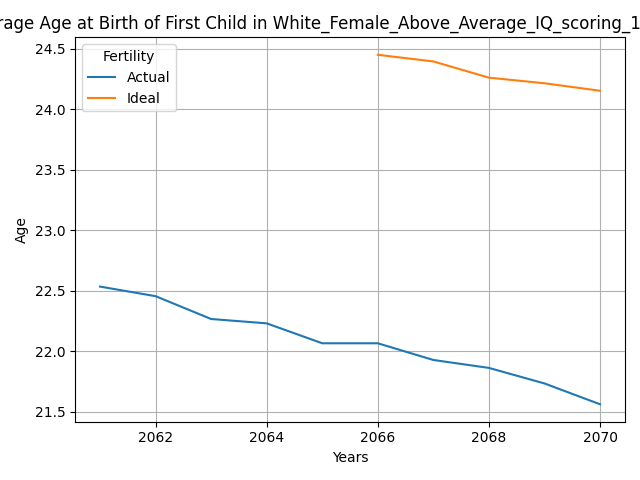 rage Age at Birth of First Child in White_Female_Above_Average_IQ_scoring_1
Fertility
Actual
Ideal
24.5
24.0
23.5
23.0
22.5
22.0
21.5
Age
2062 2064 2066 2068 2070
Years